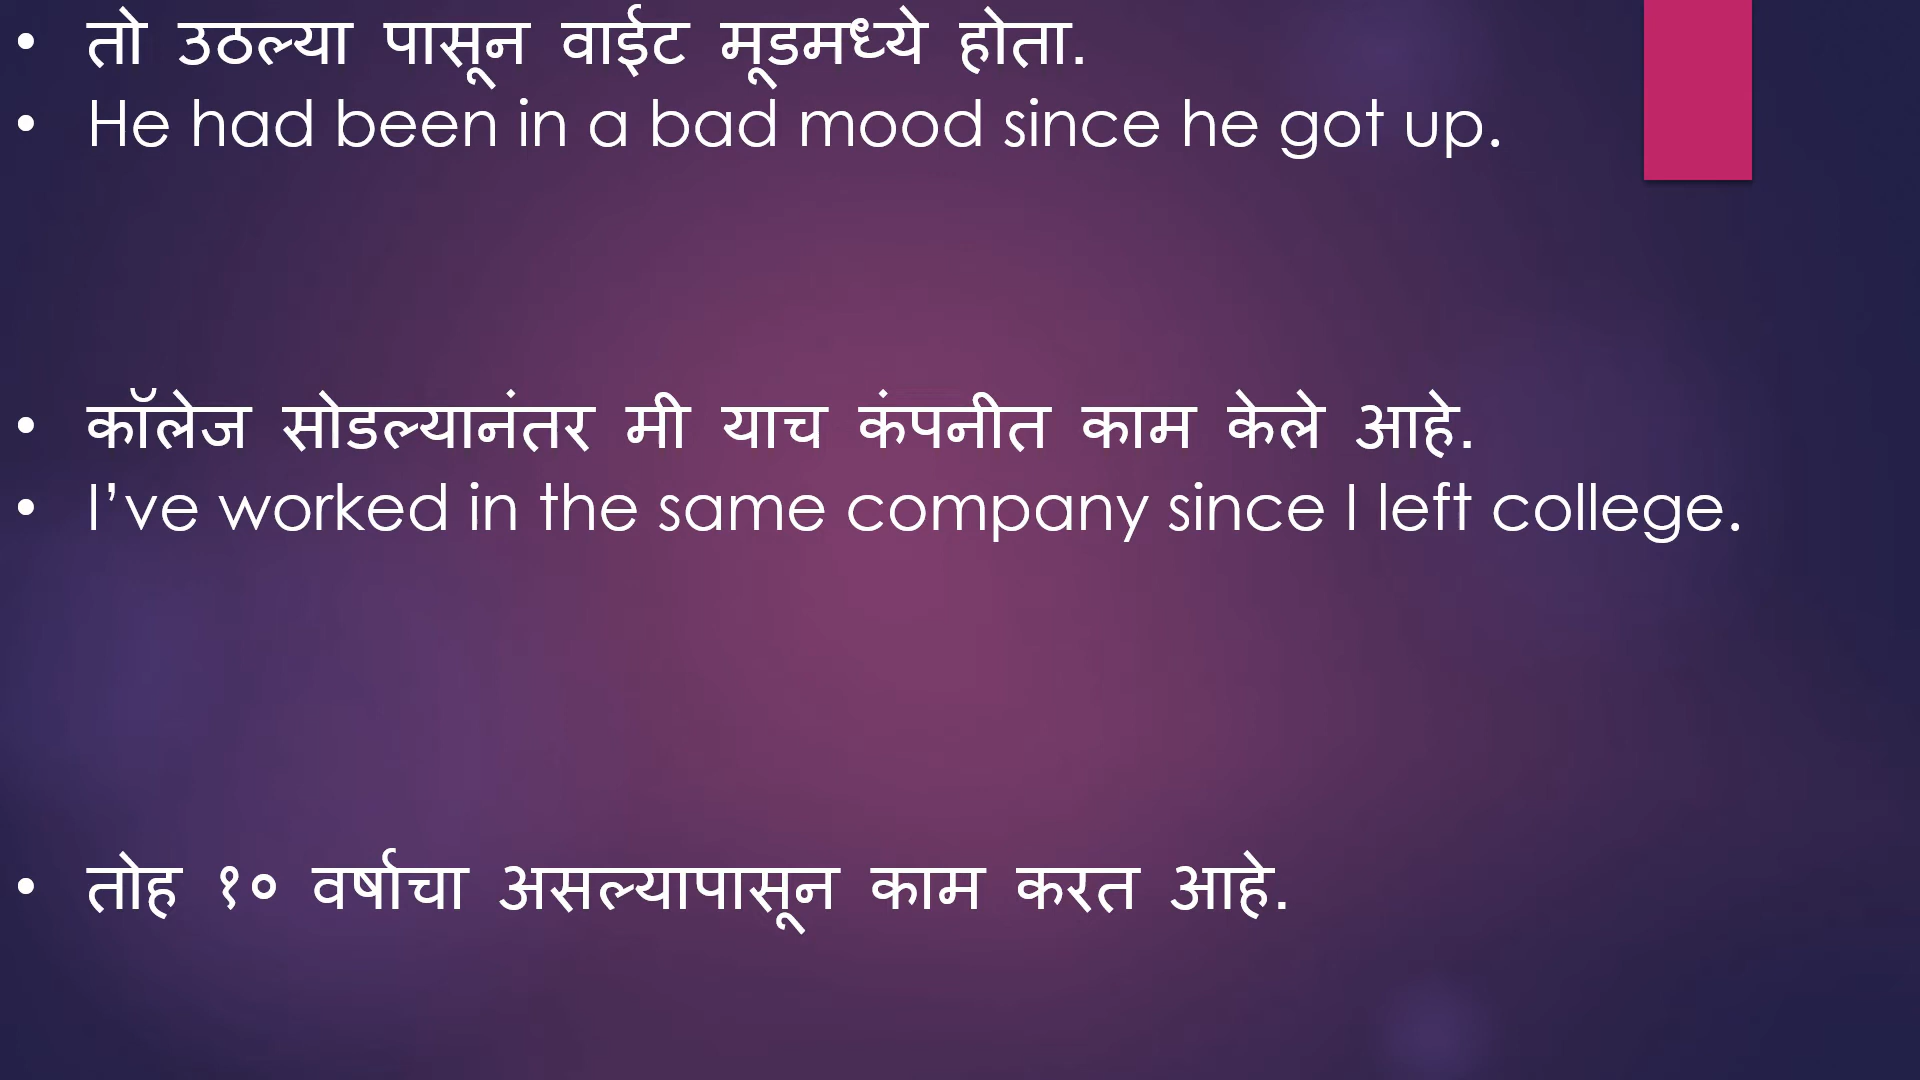 • तो उठल्या पासून वाईट मूडमध्ये होता.
• He had been in a bad mood since he got up.
• कॉलेज सोडल्यानंतर मी याच कंपनीत काम केले आहे.
• I’ve worked in the same company since I left college.
• तोह १० वर्षाचा असल्यापासून काम करत आहे.